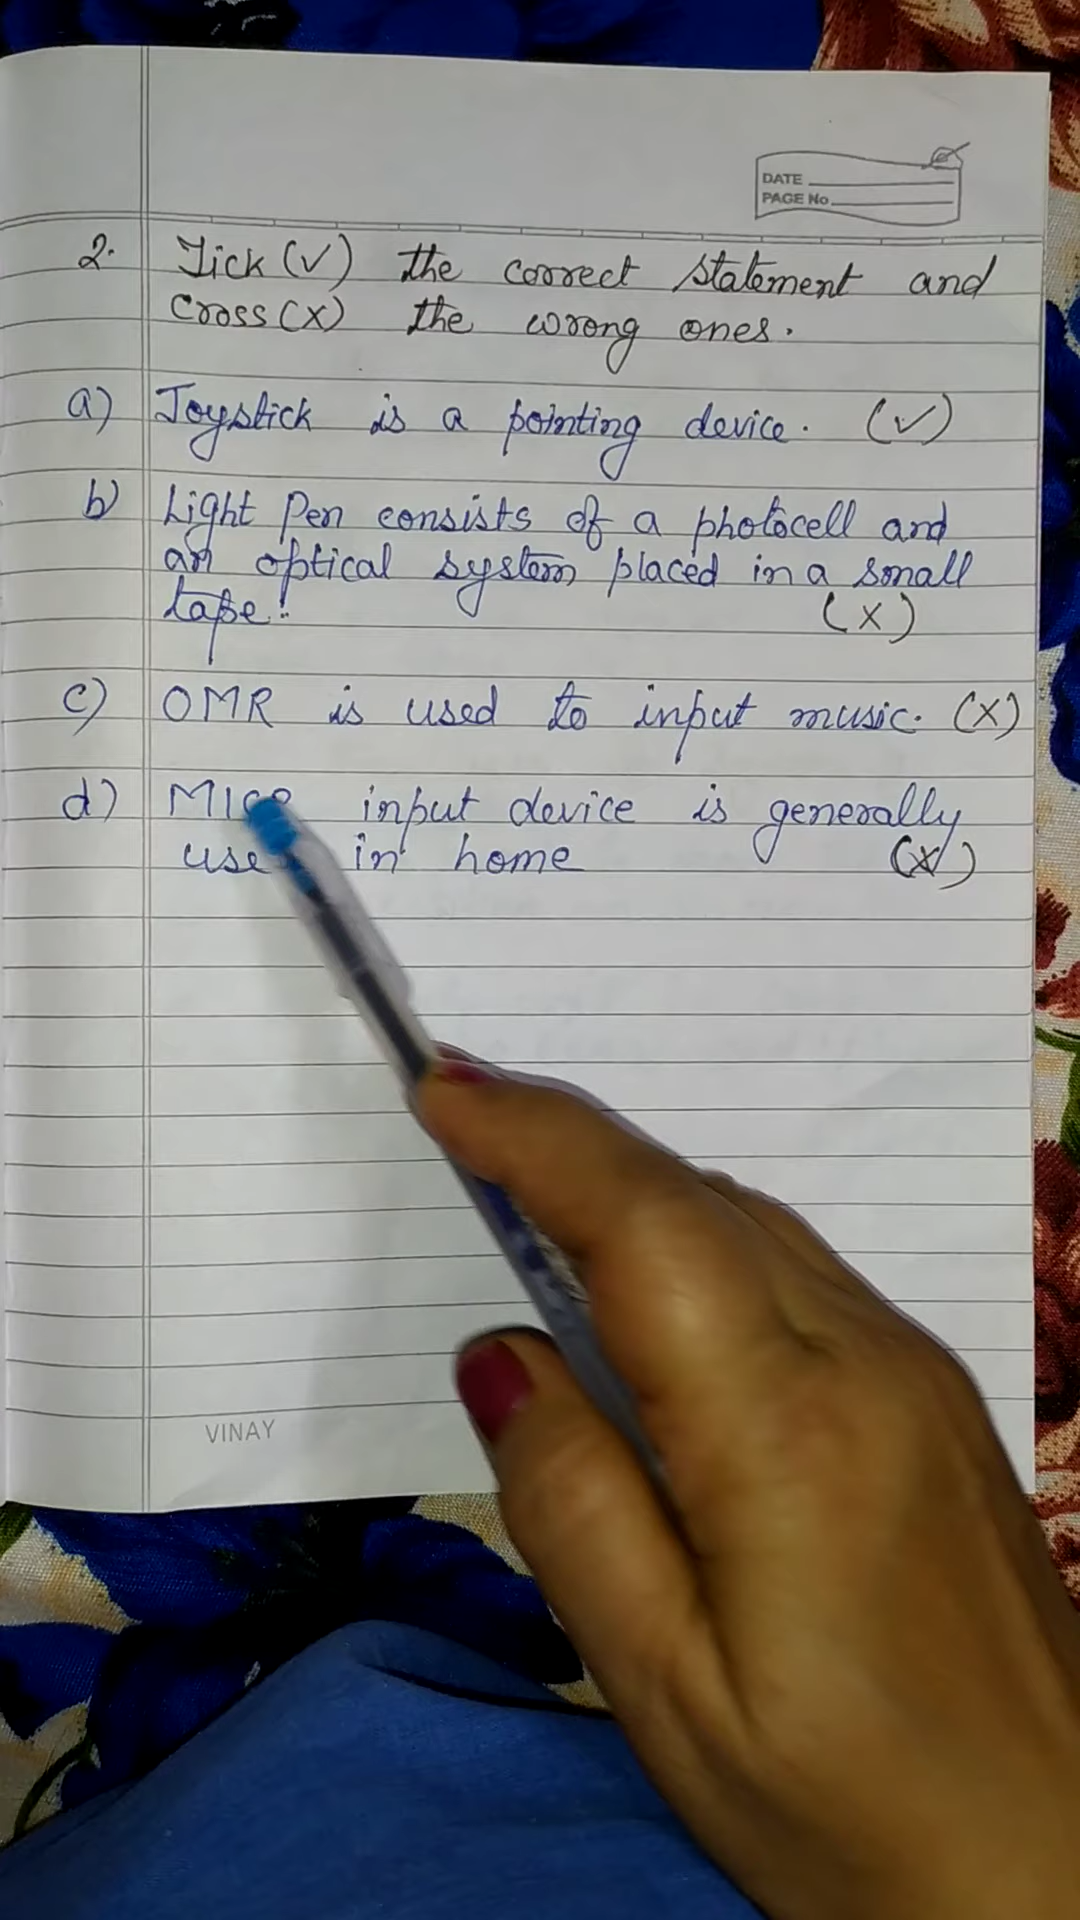 DATE
PAGE No
2. Tick (✓) the correct statement and
Cross (X) the wrong ones.
a) Joystick is a pointing device. (✓)
b) Light Pen consists of a photocell and
an optical system placed in a small
tape. (X)
c) OMR is used to input music. (X)
d) MICR input device is generally
used in home (X)
VINAY